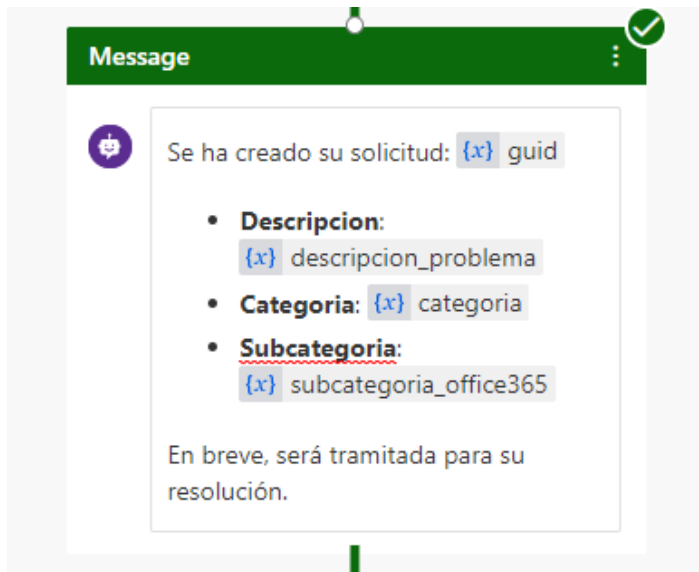 Message
Se ha creado su solicitud: {x} guid
• Descripcion:
{x} descripcion_problema
• Categoria: {x} categoria
• Subcategoria:
{x} subcategoria_office365
En breve, será tramitada para su
resolución.